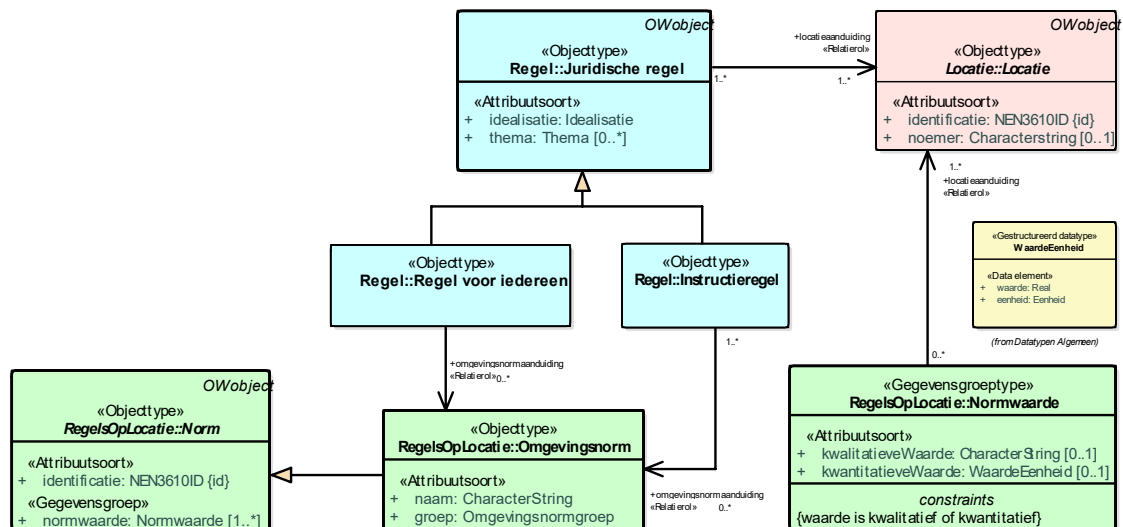 OWobject
«Objecttype»
Regel::Juridische regel
«Attribuutsoort»
+ idealisatie: Idealisatie
+ thema: Thema [0..*]
+locatieaanduiding
«Relatierol»
1..*
1..*
OWobject
«Objecttype»
Locatie::Locatie
«Attribuutsoort»
+ identificatie: NEN3610ID {id}
+ noemer: Characterstring [0..1]
1..*
+locatieaanduiding
«Relatierol»
«Gestructureerd datatype»
WaardeEenheid
«Data element»
+ waarde: Real
+ eenheid: Eenheid
(from Datatypen Algemeen)
«Objecttype»
Regel::Regel voor iedereen
«Objecttype»
Regel::Instructieregel
+omgevingsnormaanduiding
«Relatierol» 0..*
1..*
0..*
OWobject
«Objecttype»
RegelsOpLocatie::Norm
«Attribuutsoort»
+ identificatie: NEN3610ID {id}
«Gegevensgroep»
+ normwaarde: Normwaarde [1..*]
«Objecttype»
RegelsOpLocatie::Omgevingsnorm
«Attribuutsoort»
+ naam: CharacterString
+ groep: Omgevingsnormgroep
+omgevingsnormaanduiding
«Relatierol» 0..*
«Gegevensgroeptype»
RegelsOpLocatie::Normwaarde
«Attribuutsoort»
+ kwalitatieveWaarde: CharacterString [0..1]
+ kwantitatieveWaarde: WaardeEenheid [0..1]
constraints
{waarde is kwalitatief of kwantitatief}